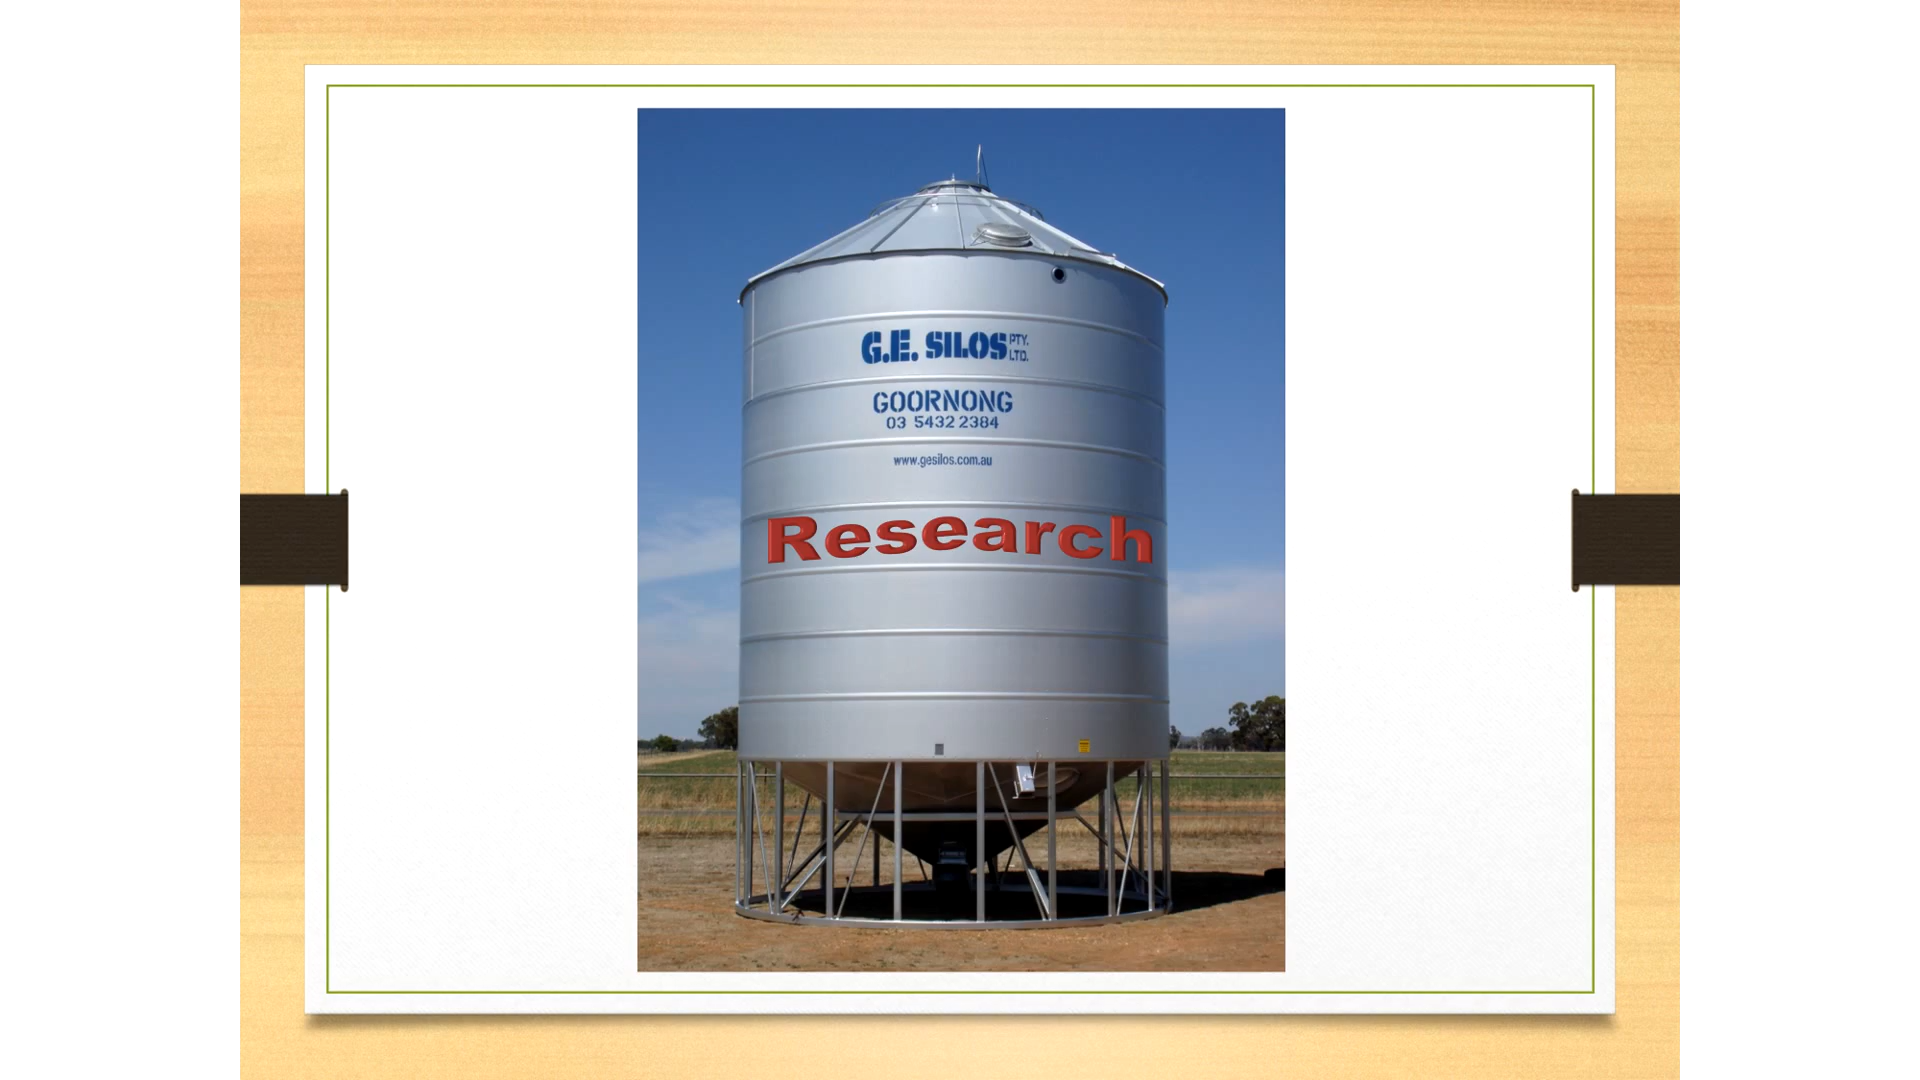 G.E. SILOS PTY. LTD.
GOORNONG
03 5432 2384
www.gesilos.com.au
Research